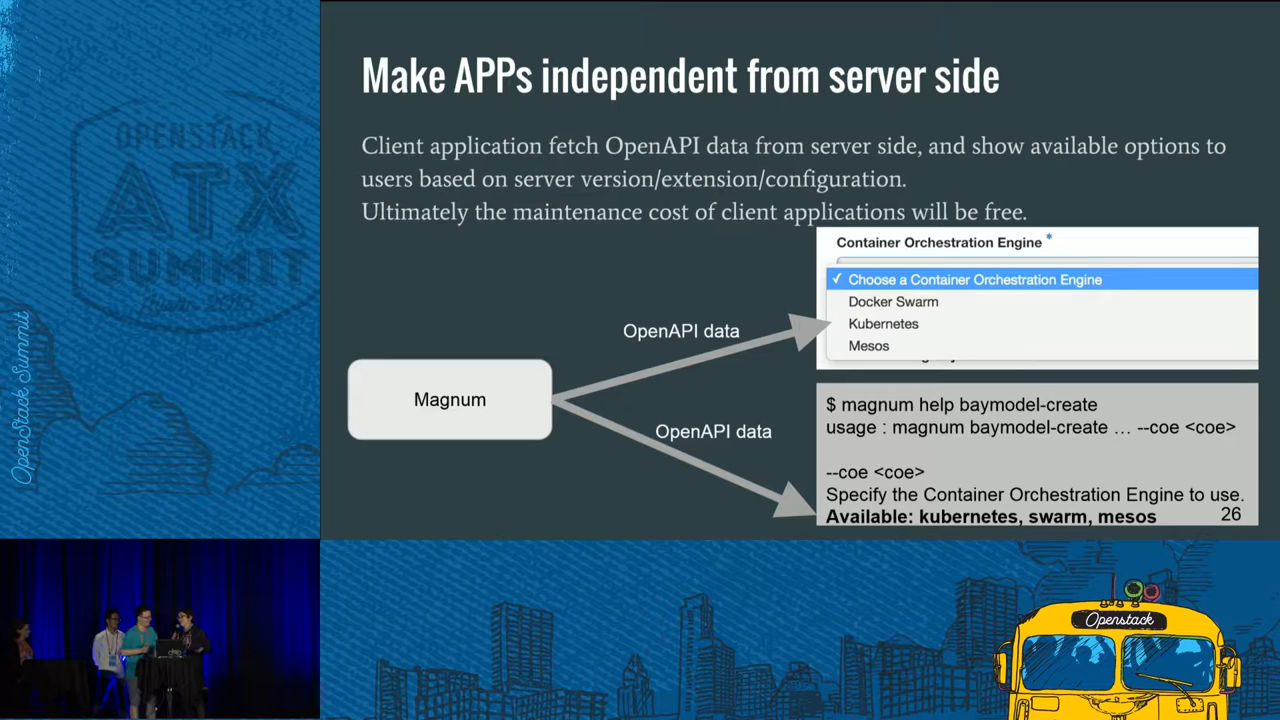 Make APPs independent from server side
Client application fetch OpenAPI data from server side, and show available options to
users based on server version/extension/configuration.
Ultimately the maintenance cost of client applications will be free.
Container Orchestration Engine *
✓ Choose a Container Orchestration Engine
Docker Swarm
Kubernetes
Mesos
OpenAPI data
Magnum
OpenAPI data
$ magnum help baymodel-create
usage : magnum baymodel-create … --coe <coe>
--coe <coe>
Specify the Container Orchestration Engine to use.
Available: kubernetes, swarm, mesos
26
OPENSTACK
ATX
SUMMIT
OpenStack Summit
Openstack